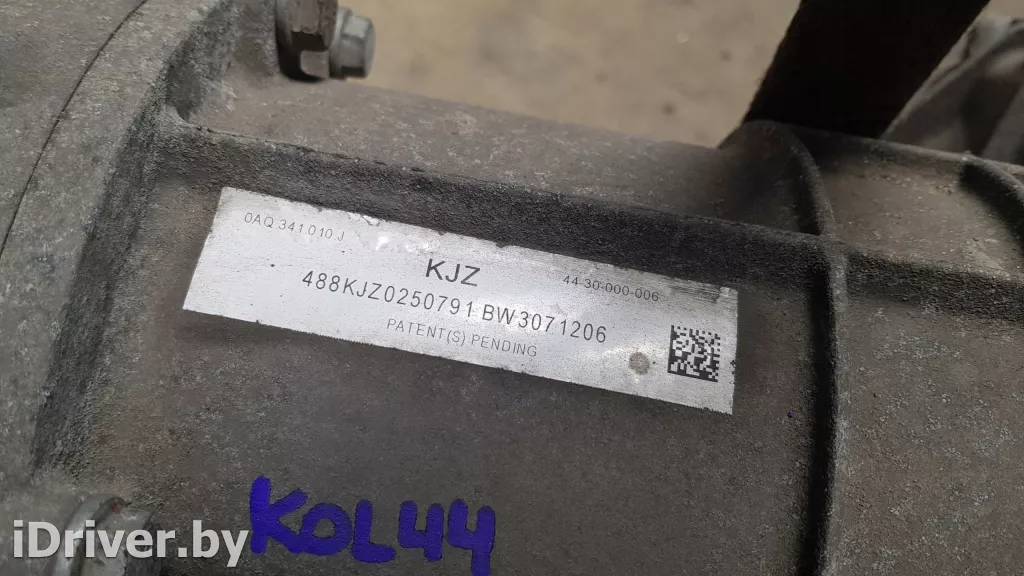 0AQ 341 010 J
KJZ
44-30-000-006
488KJZ0250791 BW3071206
PATENT(S) PENDING
KOL44
iDriver.by